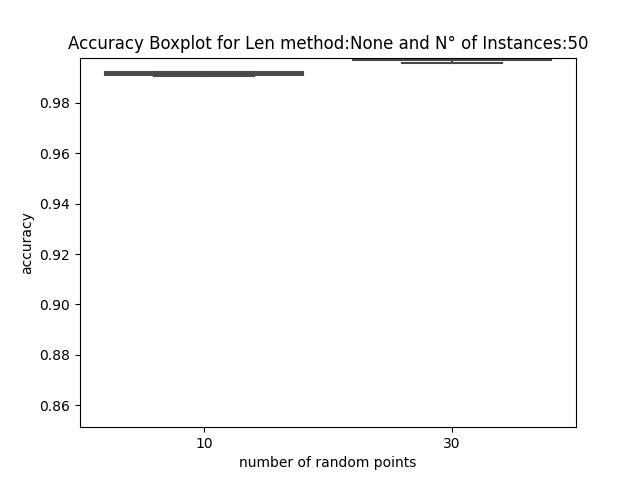 Accuracy Boxplot for Len method:None and N° of Instances:50
0.98
0.96
0.94
0.92
0.90
0.88
0.86
accuracy
10 30
number of random points